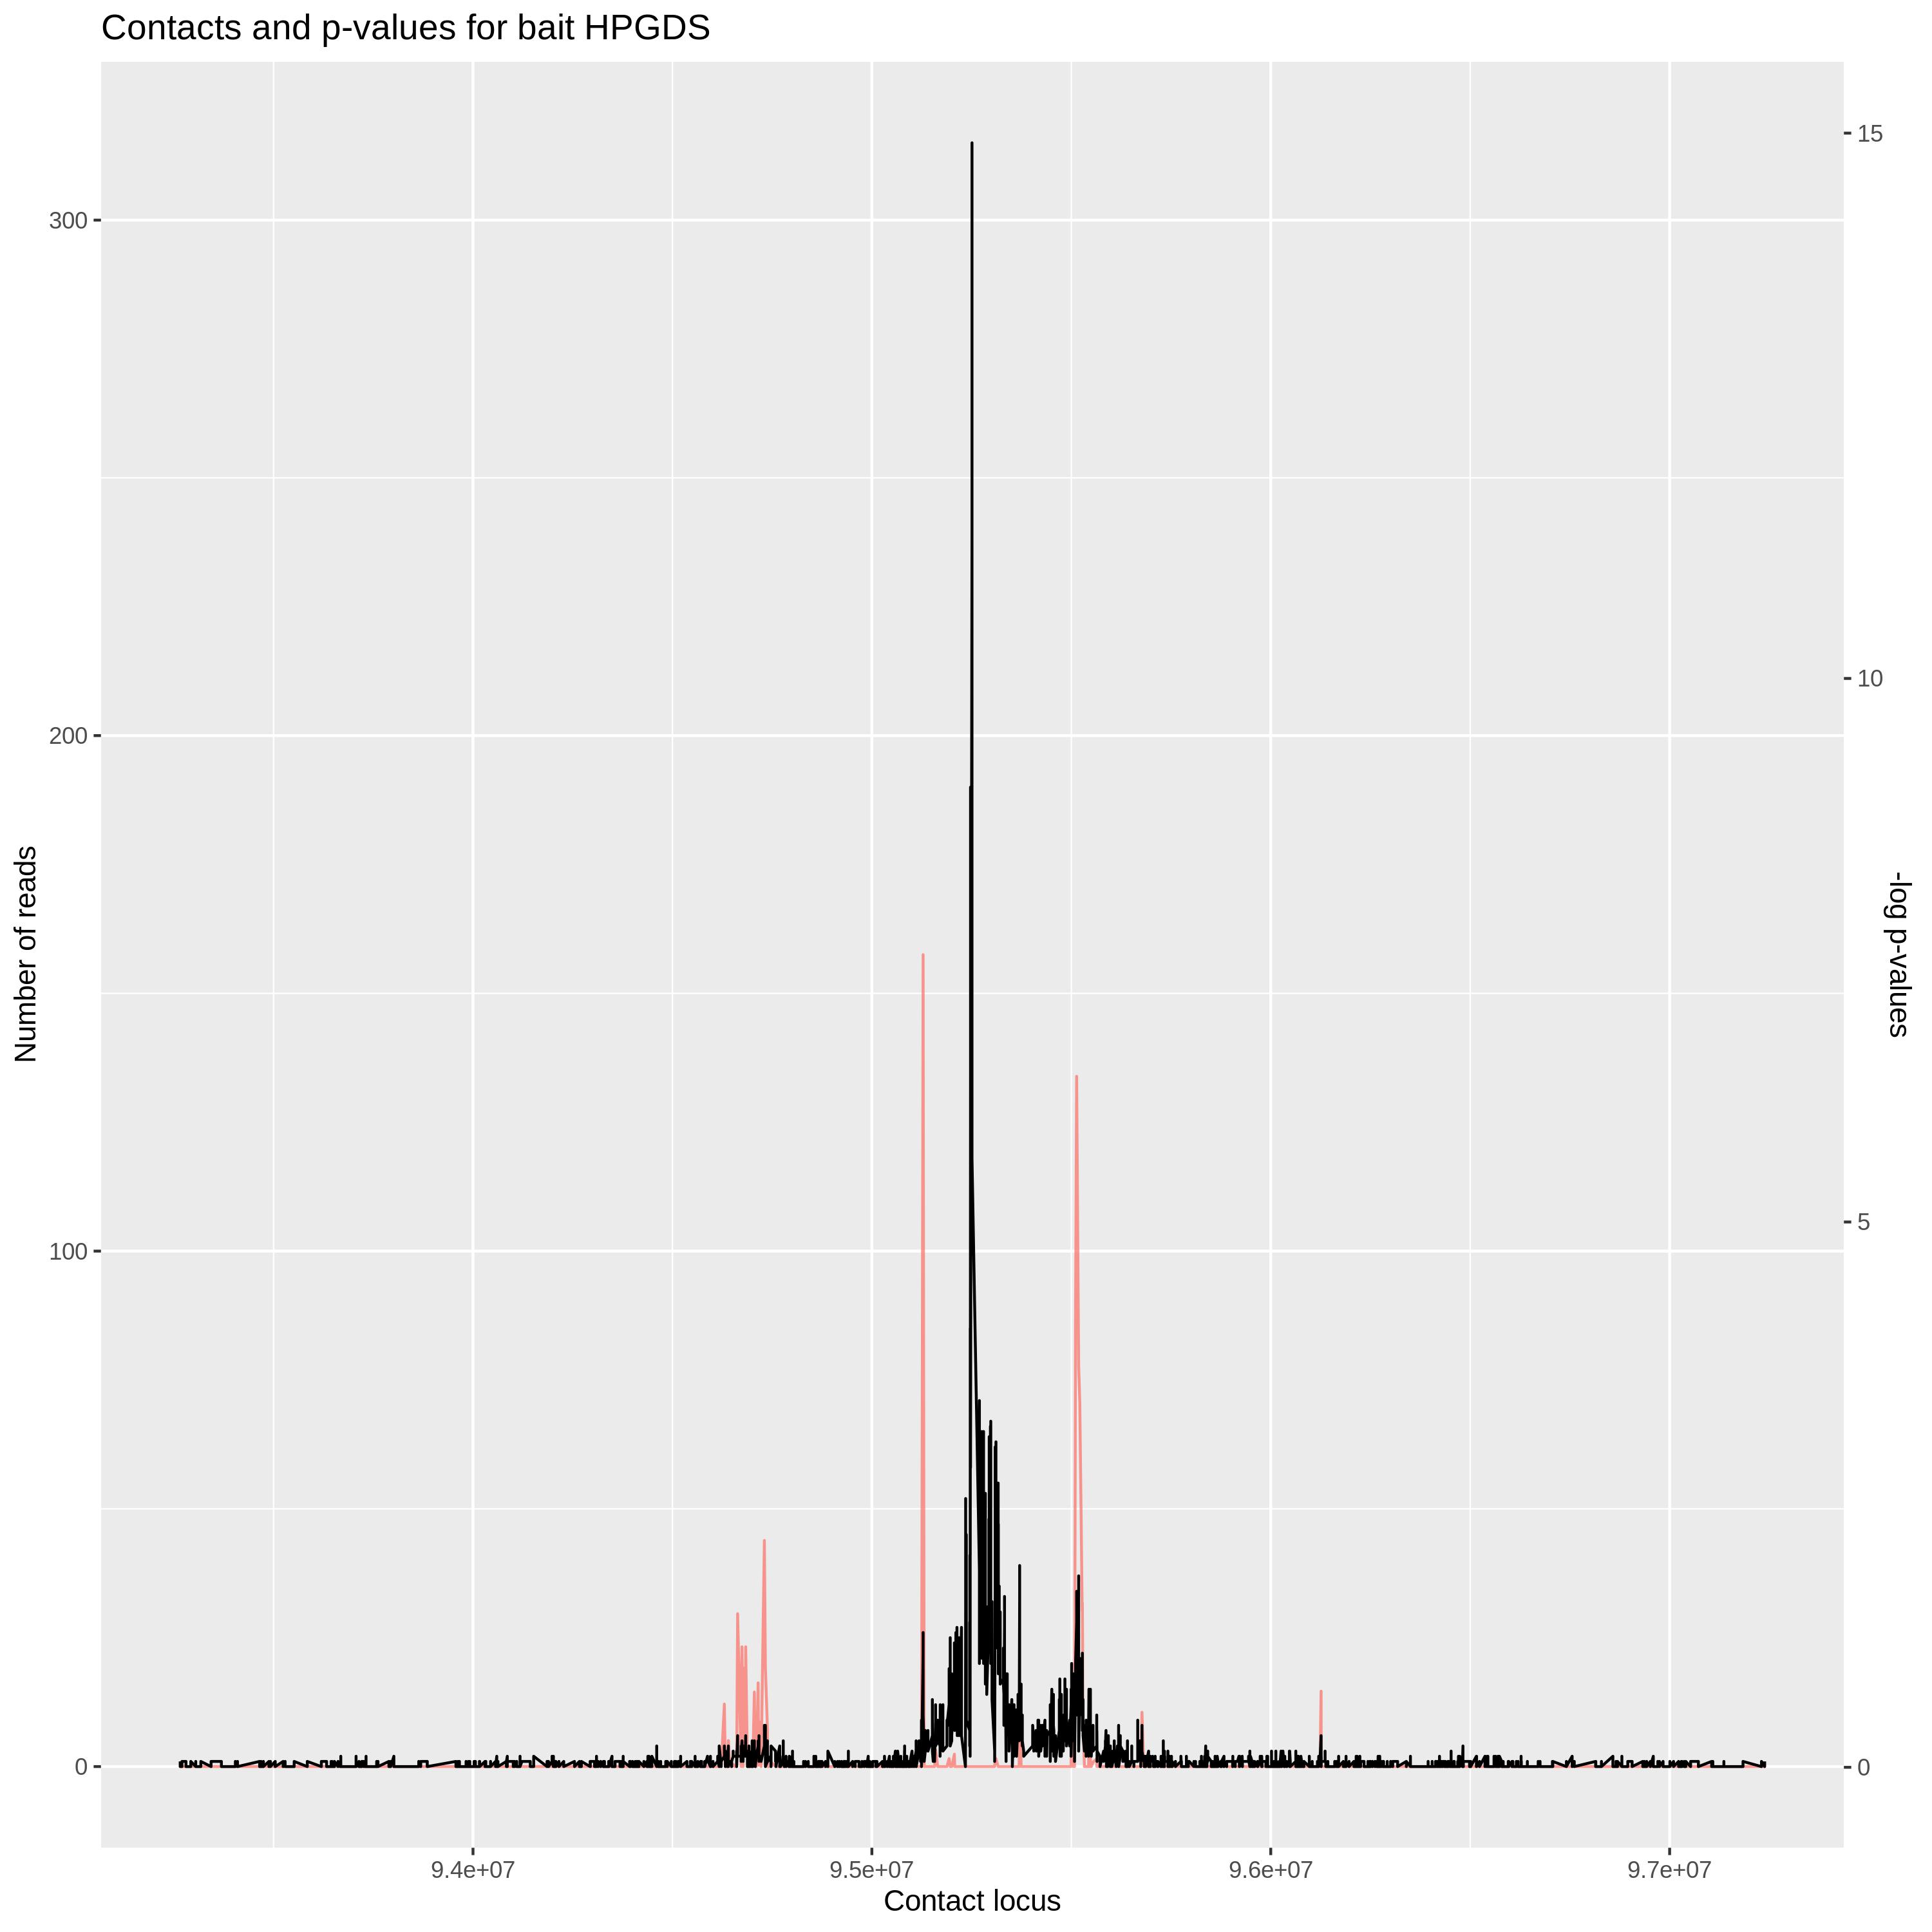 Contacts and p-values for bait HPGDS
15
300
10
200
Number of reads
-log p-values
5
100
0
0
9.4e+07
9.5e+07
9.6e+07
9.7e+07
Contact locus